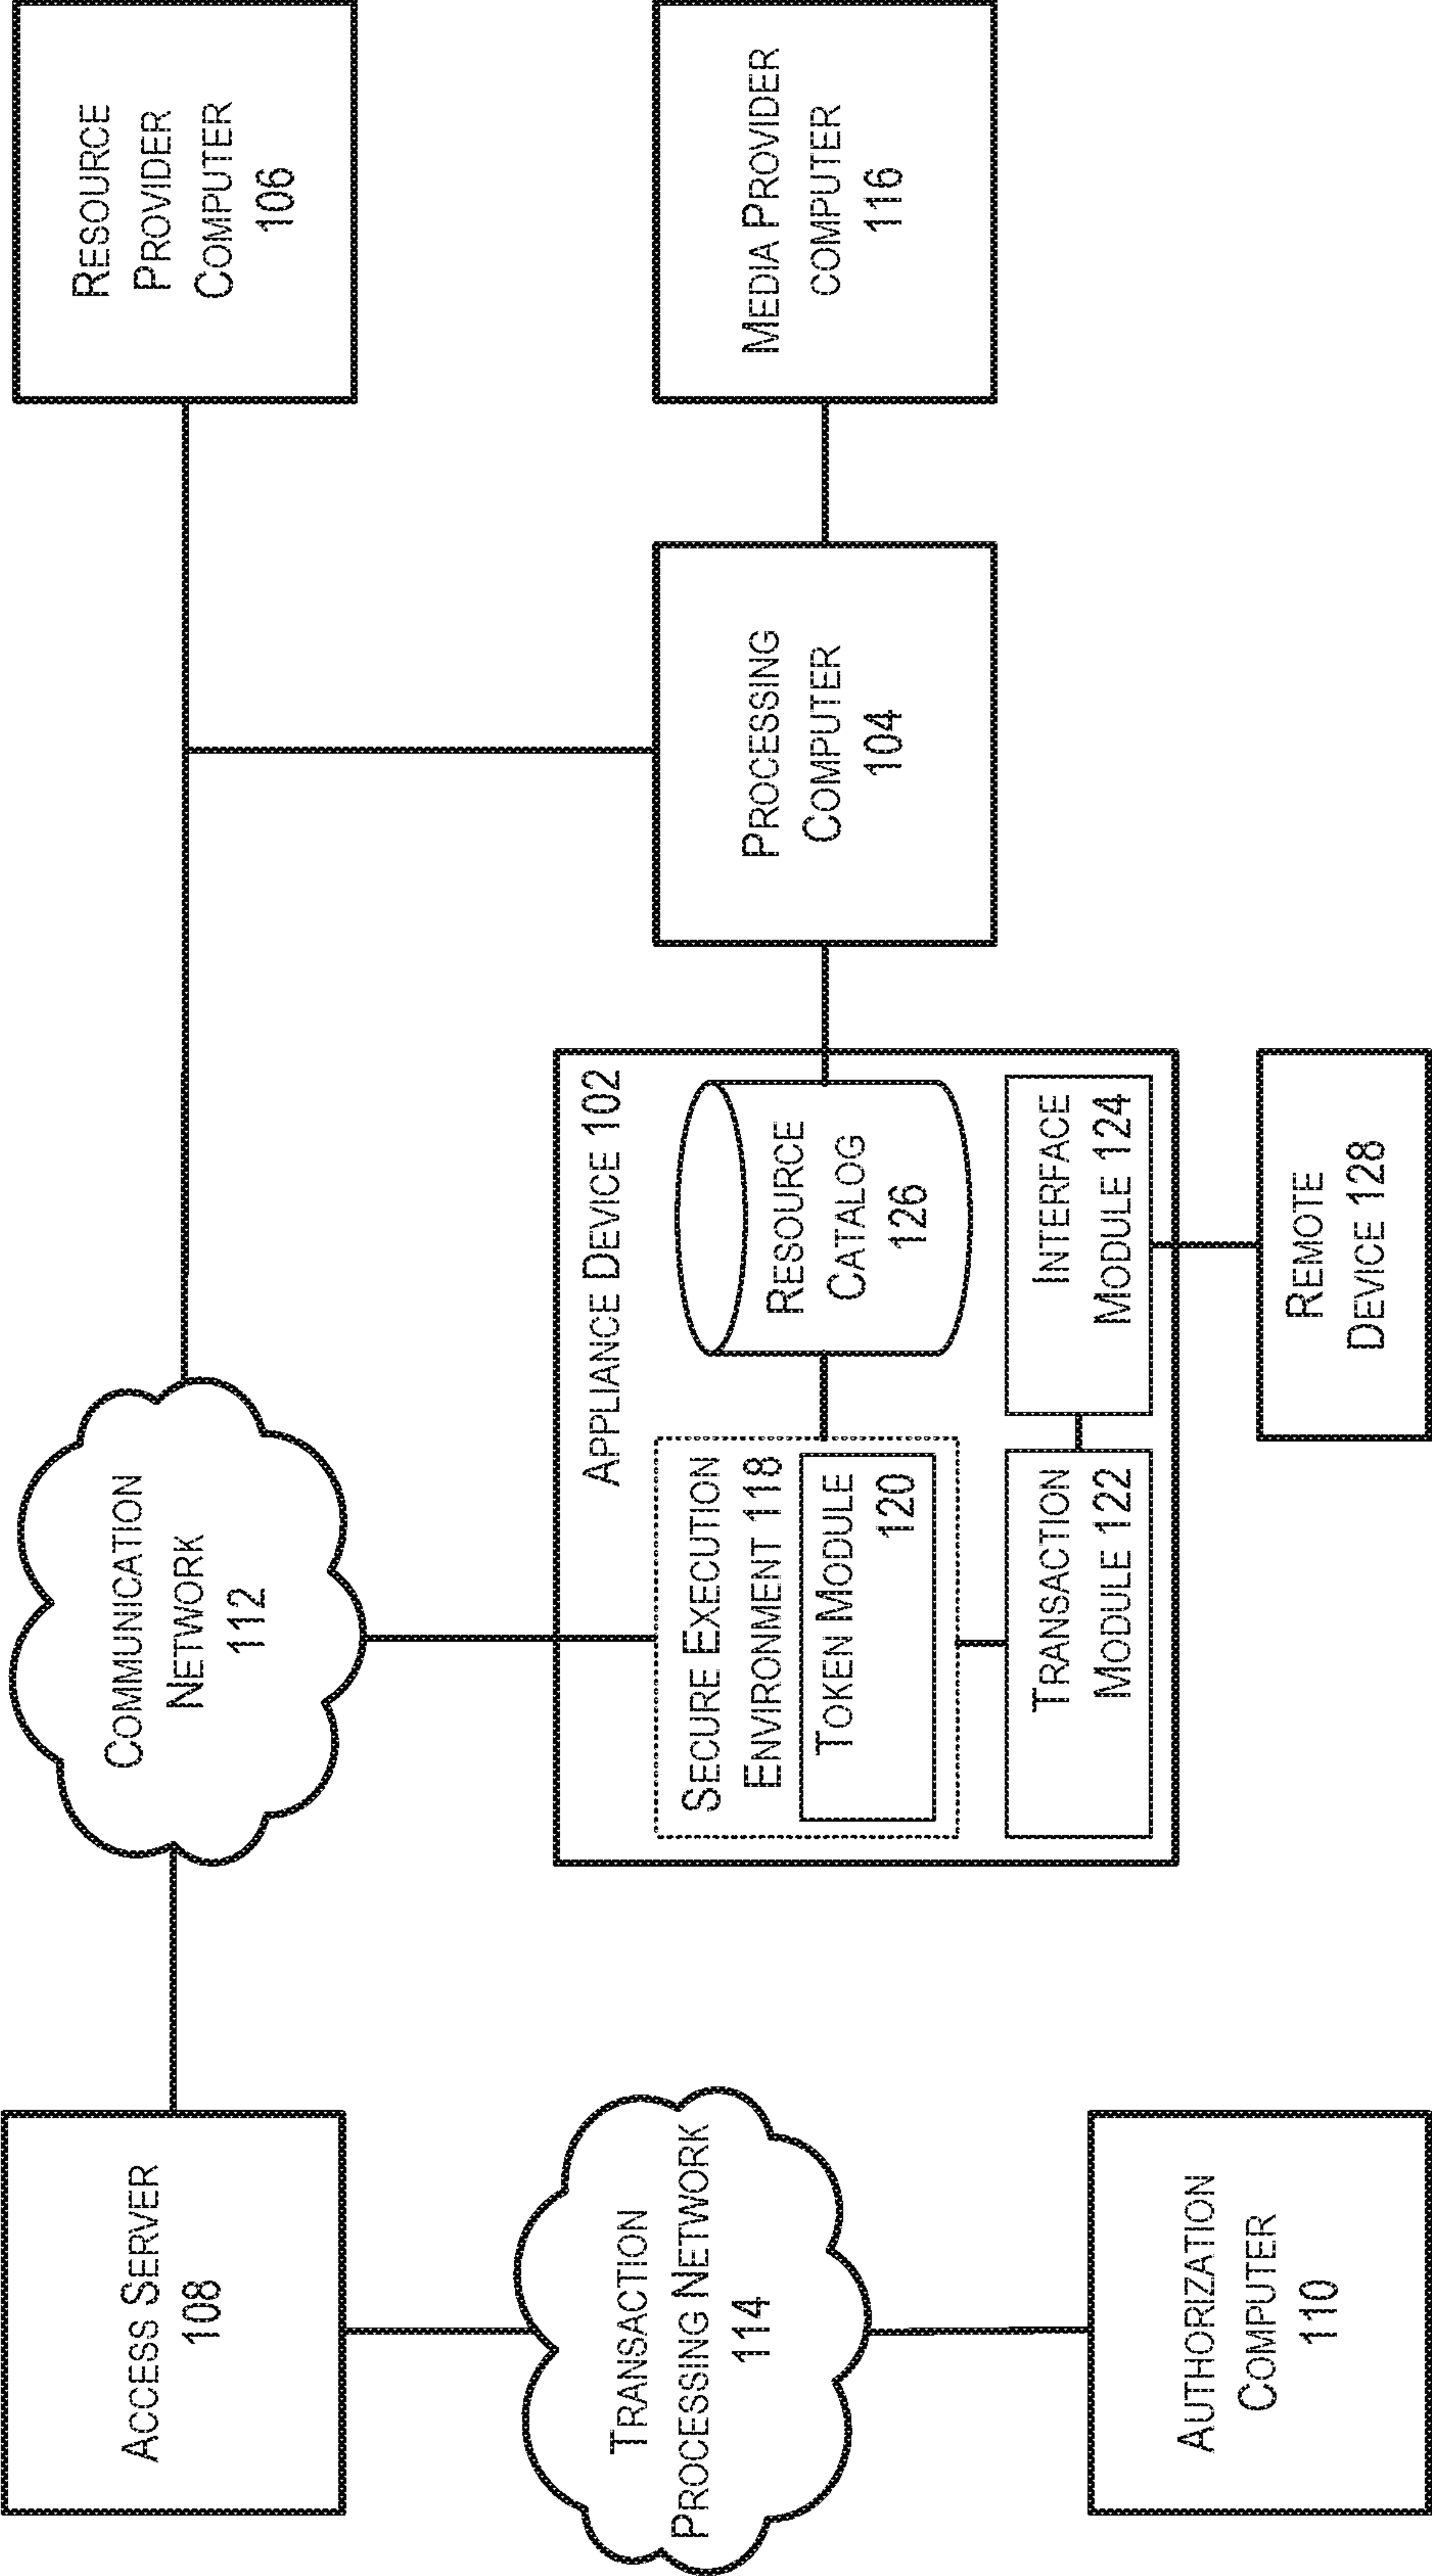 ACCESS SERVER
108
COMMUNICATION
NETWORK
112
RESOURCE
PROVIDER
COMPUTER
106
TRANSACTION
PROCESSING NETWORK
114
APPLIANCE DEVICE 102
SECURE EXECUTION
ENVIRONMENT 118
TOKEN MODULE
120
RESOURCE
CATALOG
126
TRANSACTION
MODULE 122
INTERFACE
MODULE 124
PROCESSING
COMPUTER
104
MEDIA PROVIDER
COMPUTER
116
AUTHORIZATION
COMPUTER
110
REMOTE
DEVICE 128